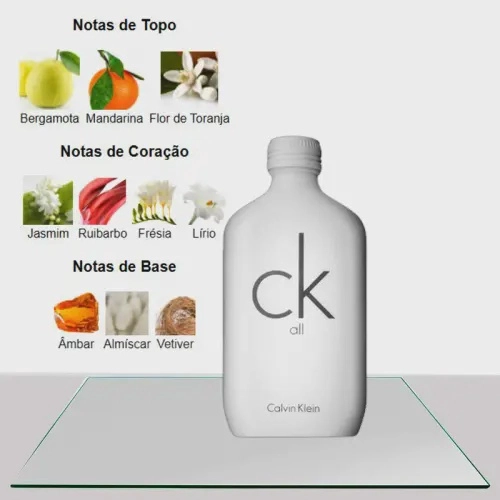 Notas de Topo
Bergamota Mandarina Flor de Toranja
Notas de Coração
Jasmim Ruibarbo Frésia Lírio
Notas de Base
Âmbar Almíscar Vetiver
ck
all
Calvin Klein